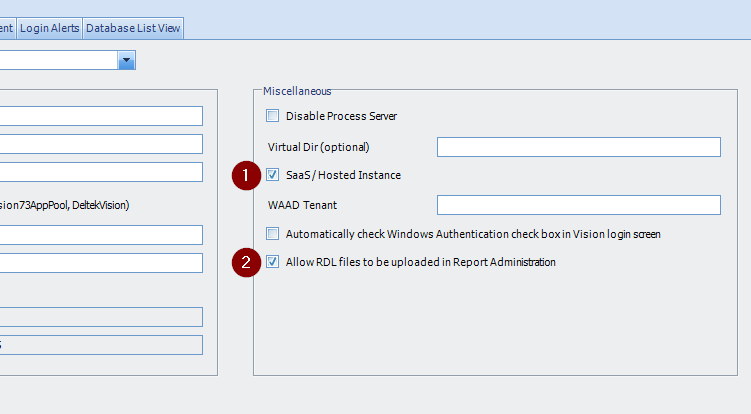 ent Login Alerts Database List View
Miscellaneous
Disable Process Server
Virtual Dir (optional)
1 SaaS / Hosted Instance
sion73AppPool, DeltekVision) WAAD Tenant
Automatically check Windows Authentication check box in Vision login screen
2 Allow RDL files to be uploaded in Report Administration